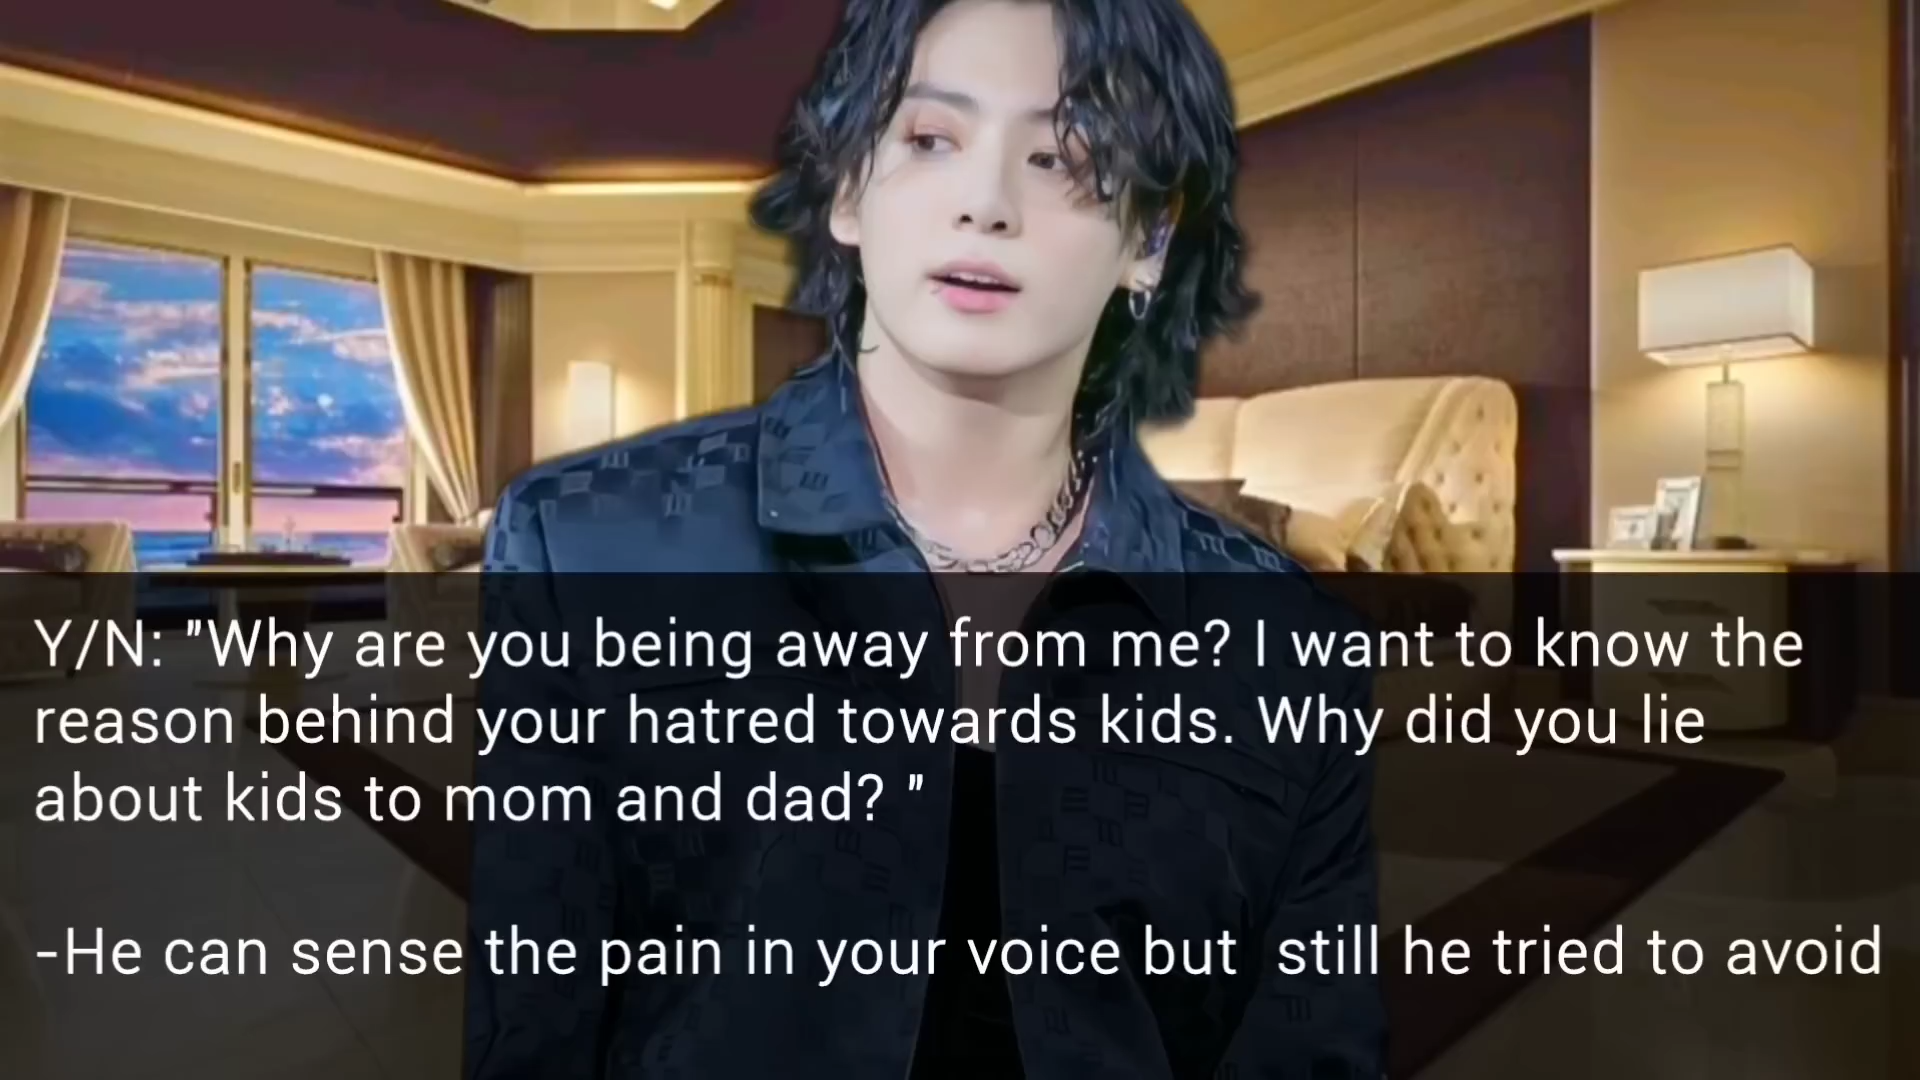 Y/N: "Why are you being away from me? I want to know the
reason behind your hatred towards kids. Why did you lie
about kids to mom and dad? "
-He can sense the pain in your voice but  still he tried to avoid